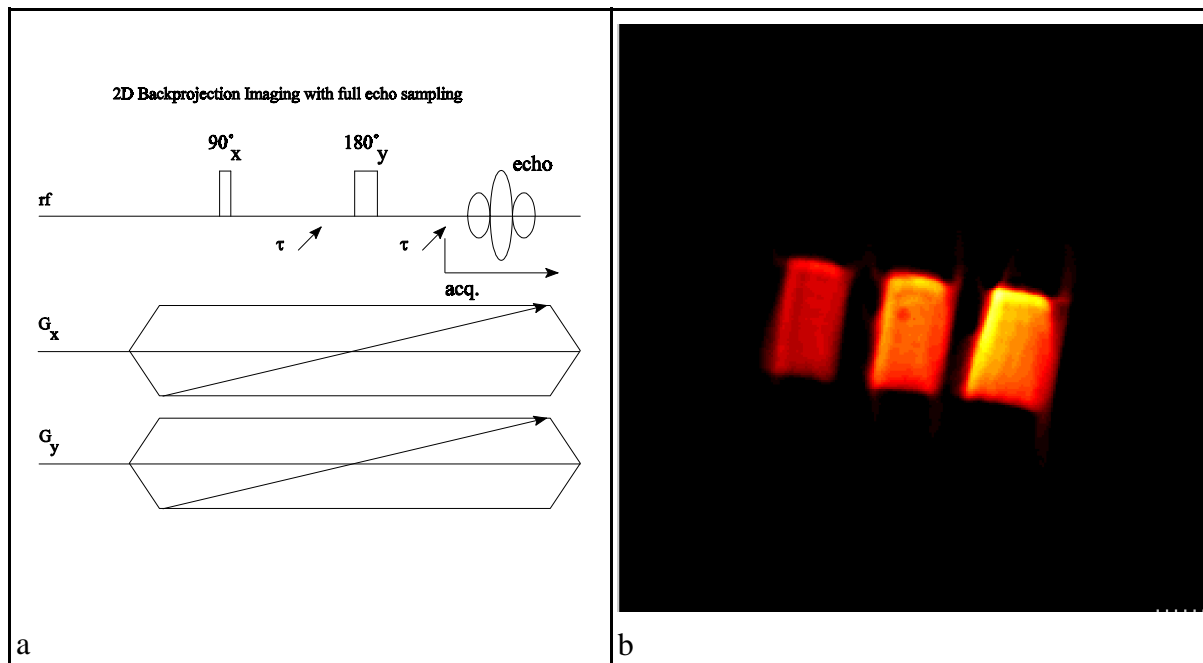 2D Backprojection Imaging with full echo sampling
90°x
180°y
echo
rf
τ
τ
acq.
Gx
Gy
a
b